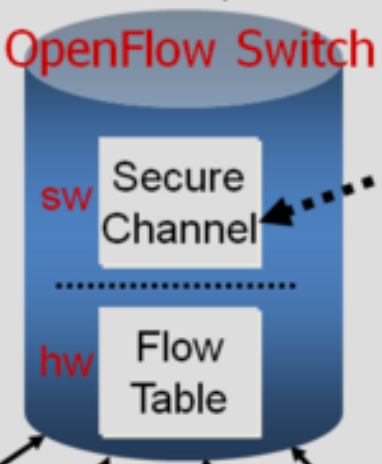 OpenFlow Switch
sw
Secure
Channel
hw
Flow
Table